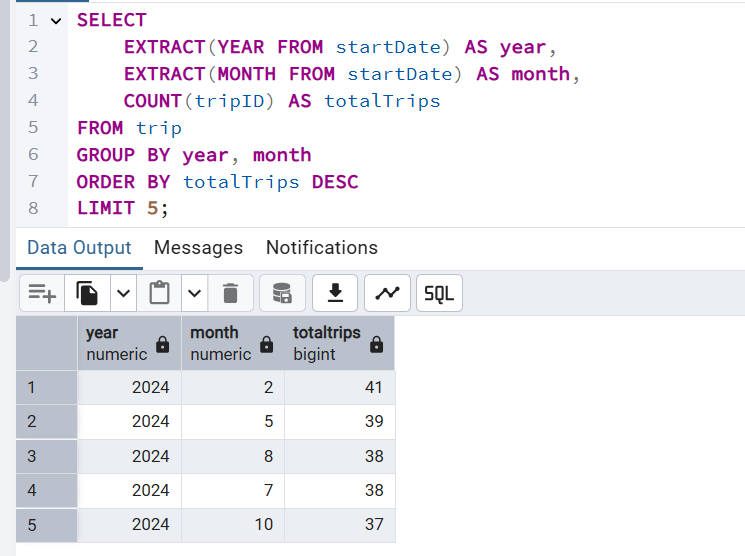 1 SELECT
2 EXTRACT(YEAR FROM startDate) AS year,
3 EXTRACT(MONTH FROM startDate) AS month,
4 COUNT(tripID) AS totalTrips
5 FROM trip
6 GROUP BY year, month
7 ORDER BY totalTrips DESC
8 LIMIT 5;
Data Output Messages Notifications
SQL
year month totaltrips
numeric numeric bigint
1 2024 2 41
2 2024 5 39
3 2024 8 38
4 2024 7 38
5 2024 10 37